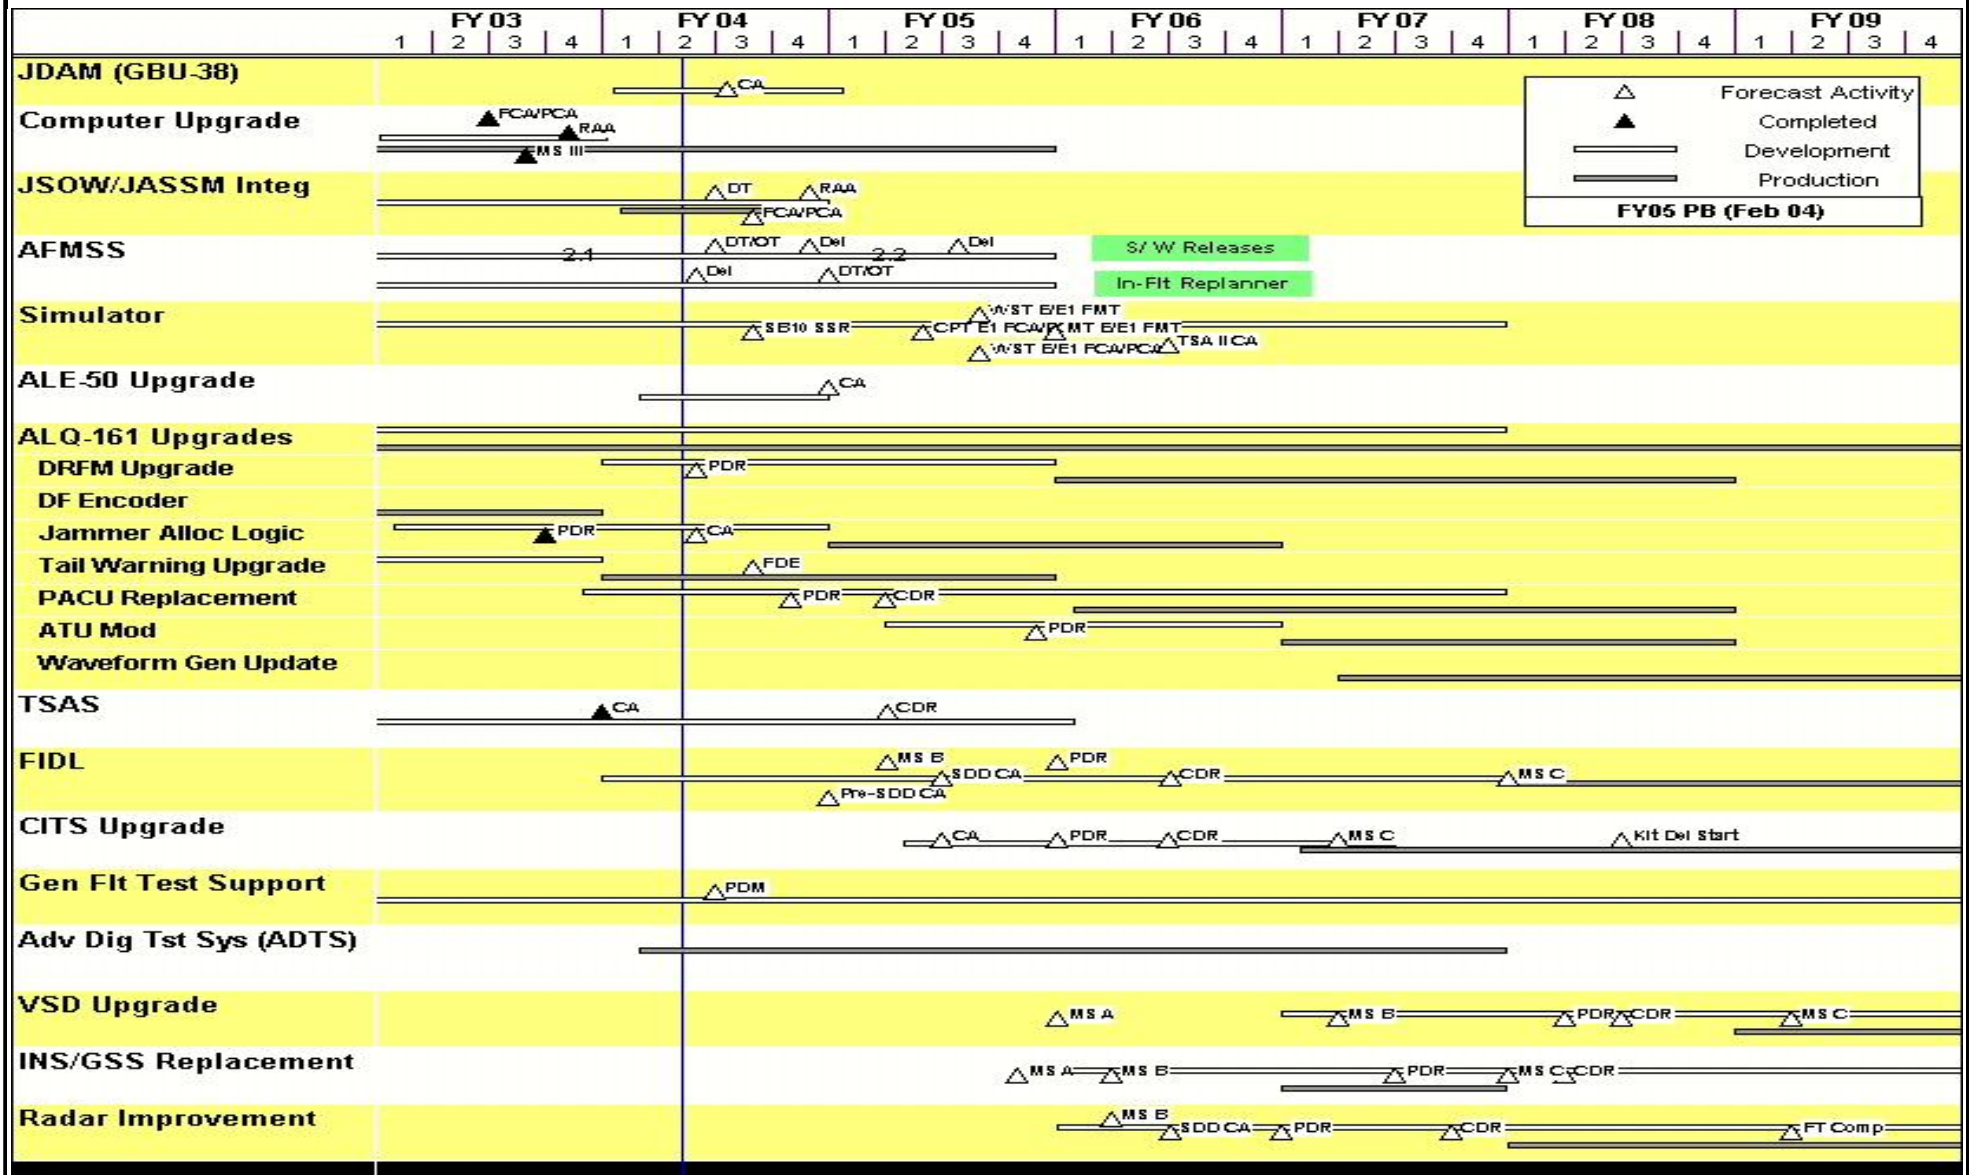 FY 03 FY 04 FY 05 FY 06 FY 07 FY 08 FY 09
1 2 3 4 1 2 3 4 1 2 3 4 1 2 3 4 1 2 3 4 1 2 3 4 1 2 3 4
JDAM (GBU-38)
CA
Forecast Activity
Completed
Development
Production
FY05 PB (Feb 04)
Computer Upgrade
FCA/PCA
RAA
MS III
JSOW/JASSM Integ
DT RAA
FCA/PCA
AFMSS
DT/OT Del Del
2.1 2.2
S/W Releases
Del DT/OT
In-Flt Replanner
Simulator
WST E/E1 FMT
SB10 SSR CPT E1 FCA/P MT E/E1 FMT
TSA II CA
WST E/E1 FCA/PCA
ALE-50 Upgrade
CA
ALQ-161 Upgrades
DRFM Upgrade
PDR
DF Encoder
Jammer Alloc Logic
PDR CA
Tail Warning Upgrade
FDE
PACU Replacement
PDR CDR
ATU Mod
PDR
Waveform Gen Update
TSAS
CA CDR
FIDL
MS B PDR
SDD CA CDR MS C
Pre-SDD CA
CITS Upgrade
CA PDR CDR MS C Kit Del Start
Gen Flt Test Support
PDM
Adv Dig Tst Sys (ADTS)
VSD Upgrade
MS A MS B PDR CDR MS C
INS/GSS Replacement
MS A MS B PDR MS C CDR
Radar Improvement
MS B
SDD CA PDR CDR FT Comp